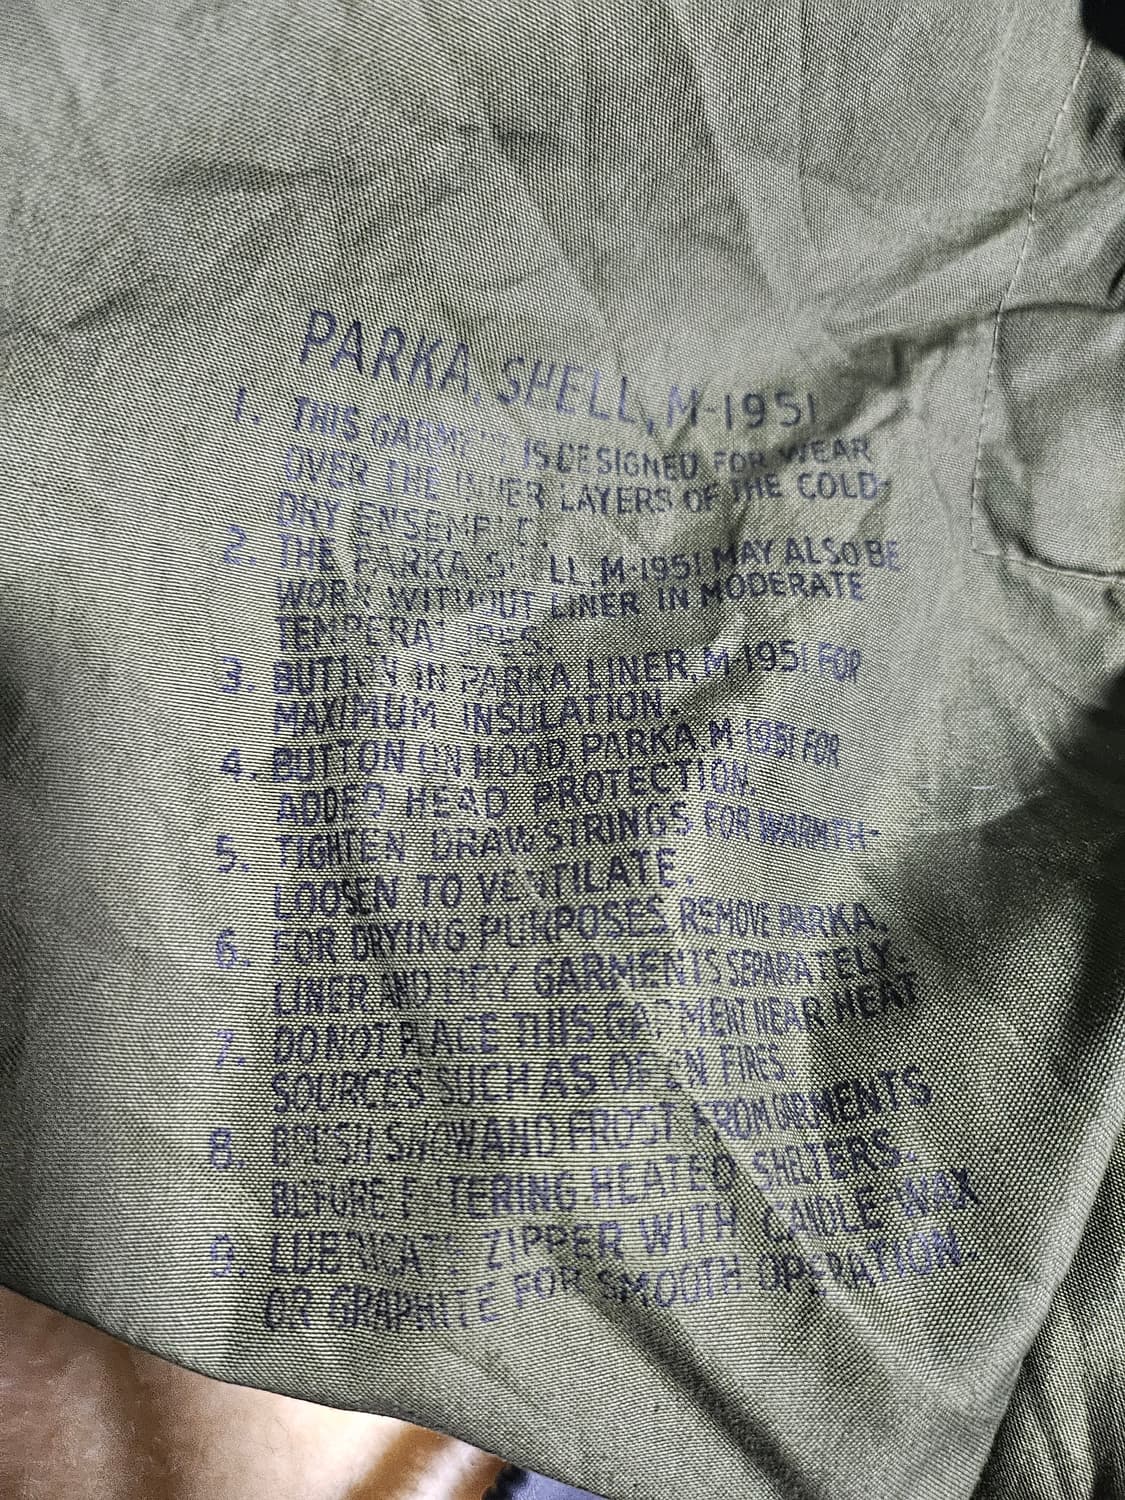 PARKA, SHELL, M-1951
1. THIS GARMENT IS DESIGNED FOR WEAR
OVER THE INNER LAYERS OF THE COLD-
DRY ENSEMBLE.
2. THE PARKA, SHELL, M-1951 MAY ALSO BE
WORN WITHOUT LINER IN MODERATE
TEMPERATURES.
3. BUTTON IN PARKA LINER, M-1951 FOR
MAXIMUM INSULATION.
4. BUTTON ON HOOD, PARKA, M-1951 FOR
ADDED HEAD PROTECTION.
5. TIGHTEN DRAWSTRINGS FOR WARMTH-
LOOSEN TO VENTILATE.
6. FOR DRYING PURPOSES REMOVE PARKA.
LINER AND DRY GARMENTS SEPARATELY.
7. DO NOT PLACE THIS GARMENT NEAR HEAT
SOURCES SUCH AS OPEN FIRES.
8. BRUSH SNOW AND FROST FROM GARMENTS
BEFORE ENTERING HEATED SHELTERS.
9. LUBRICATE ZIPPER WITH CANDLE WAX
OR GRAPHITE FOR SMOOTH OPERATION.